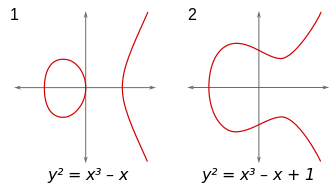 1
2
y² = x³ – x
y² = x³ – x + 1